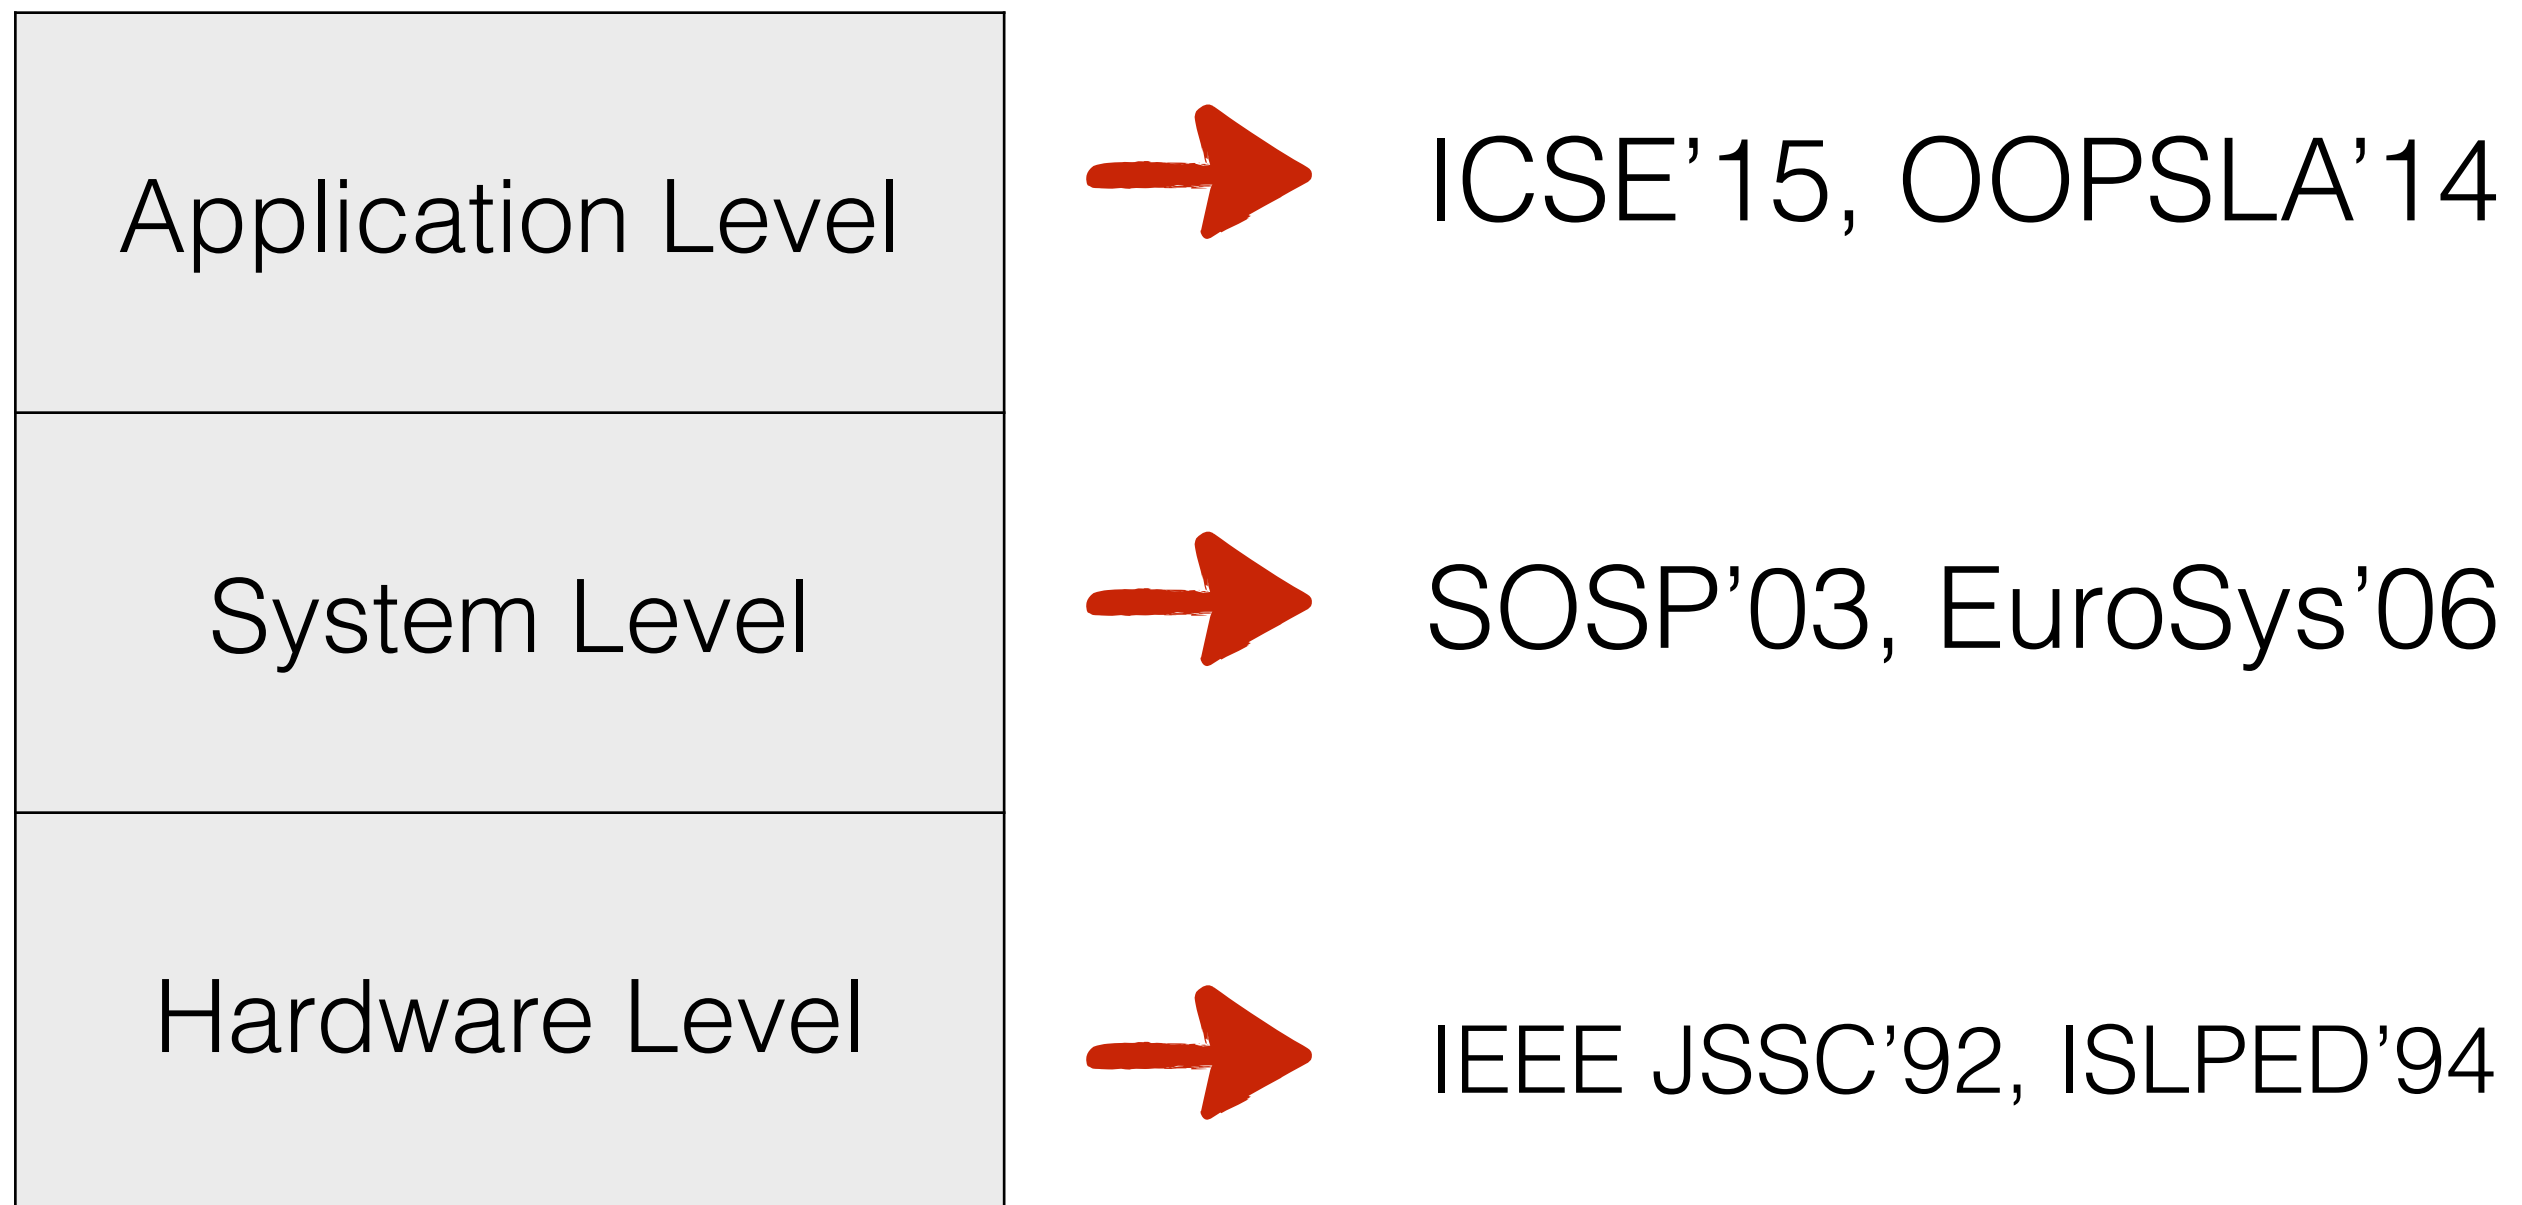 Application Level
ICSE’15, OOPSLA’14
System Level
SOSP’03, EuroSys’06
Hardware Level
IEEE JSSC’92, ISLPED’94